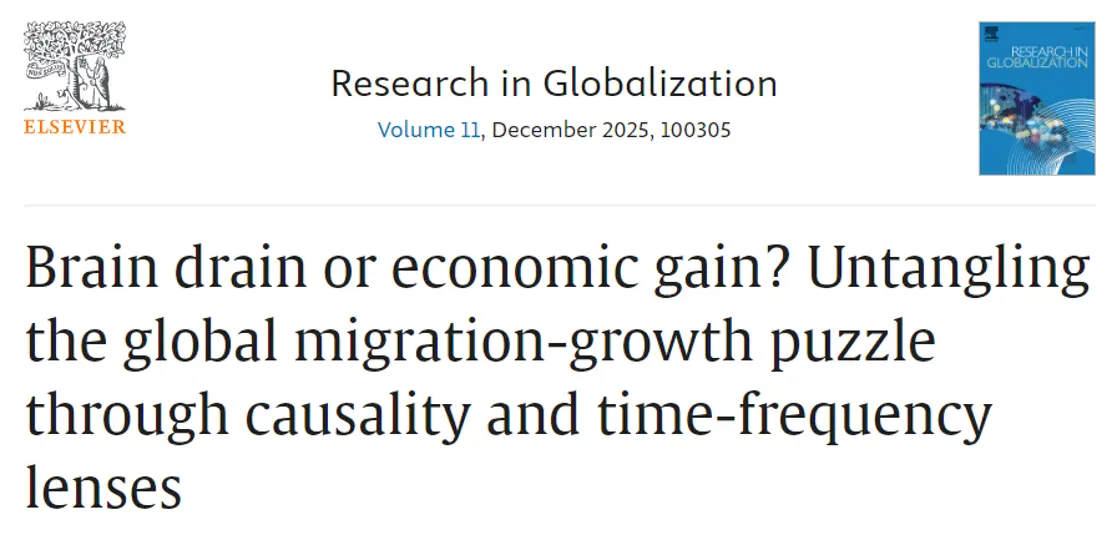 ELSEVIER
Research in Globalization
Volume 11, December 2025, 100305
RESEARCH IN
GLOBALIZATION
Brain drain or economic gain? Untangling
the global migration-growth puzzle
through causality and time-frequency
lenses